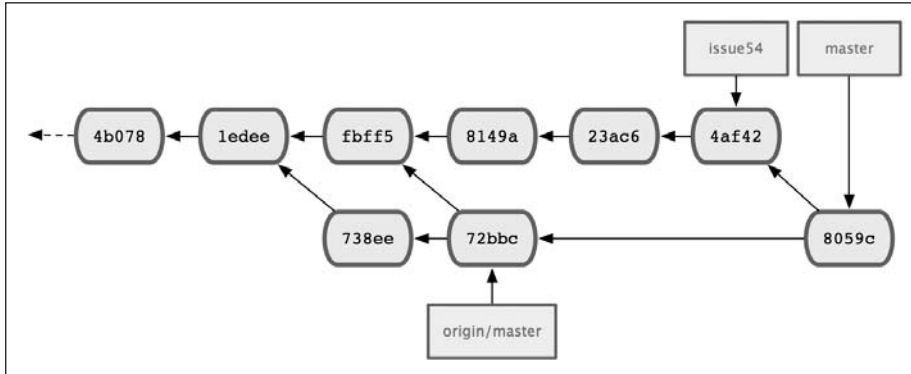 issue54 master
4b078 1edee fbff5 8149a 23ac6 4af42
738ee 72bbc 8059c
origin/master